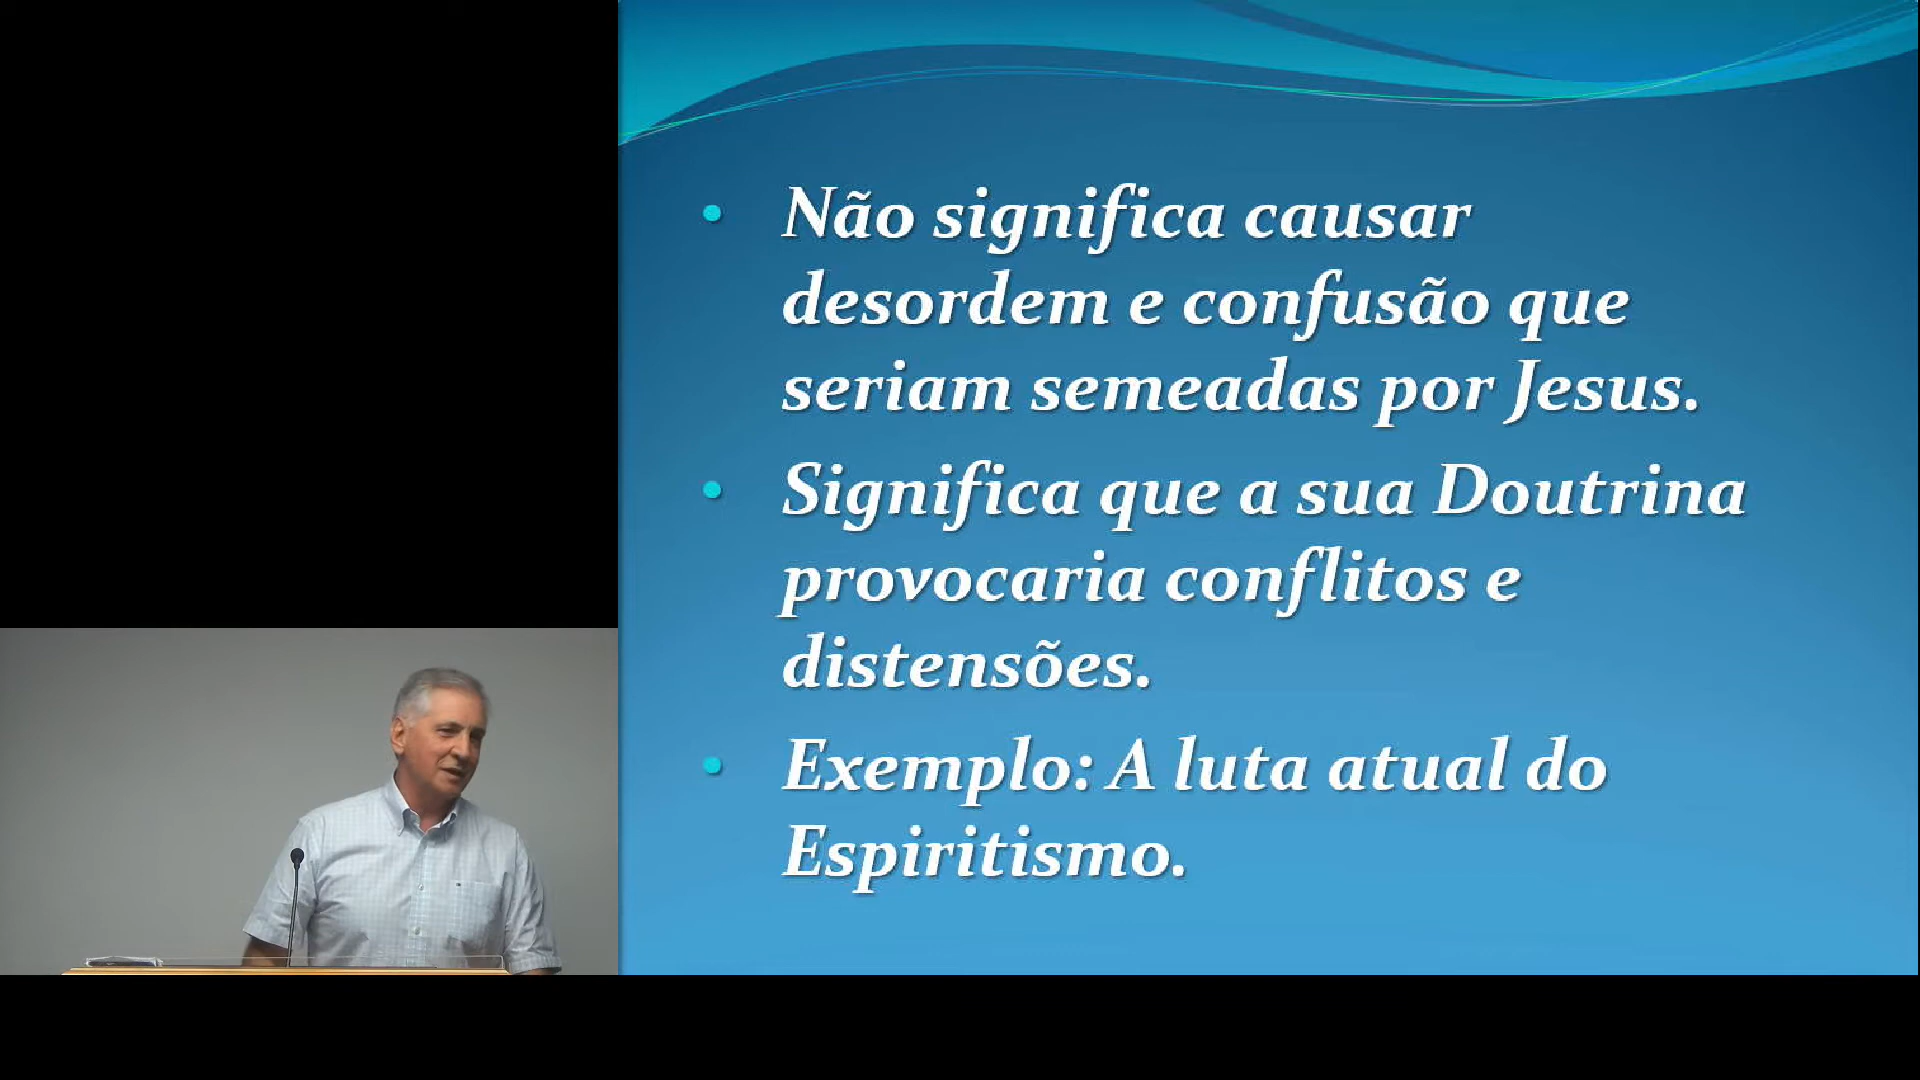 • Não significa causar
desordem e confusão que
seriam semeadas por Jesus.
• Significa que a sua Doutrina
provocaria conflitos e
distensões.
• Exemplo: A luta atual do
Espiritismo.